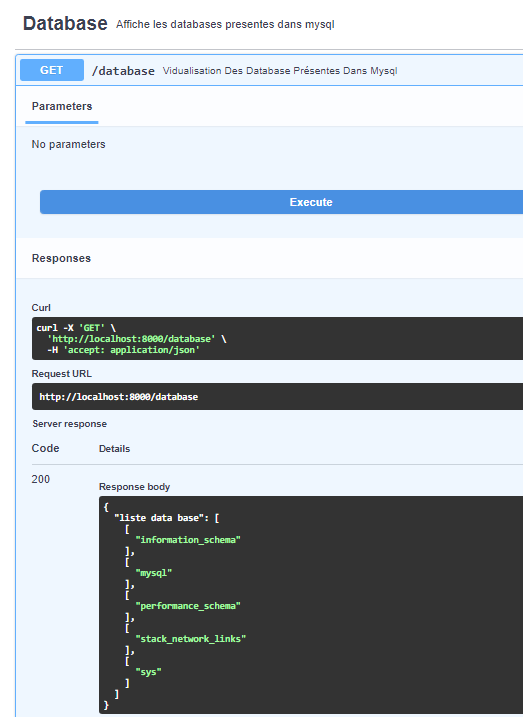 Database Affiche les databases presentes dans mysql
GET /database Vidualisation Des Database Présentes Dans Mysql
Parameters
No parameters
Execute
Responses
Curl
curl -X 'GET' \
  'http://localhost:8000/database' \
  -H 'accept: application/json'
Request URL
http://localhost:8000/database
Server response
Code Details
200
Response body
{
  "liste data base": [
    [
      "information_schema"
    ],
    [
      "mysql"
    ],
    [
      "performance_schema"
    ],
    [
      "stack_network_links"
    ],
    [
      "sys"
    ]
  ]
}